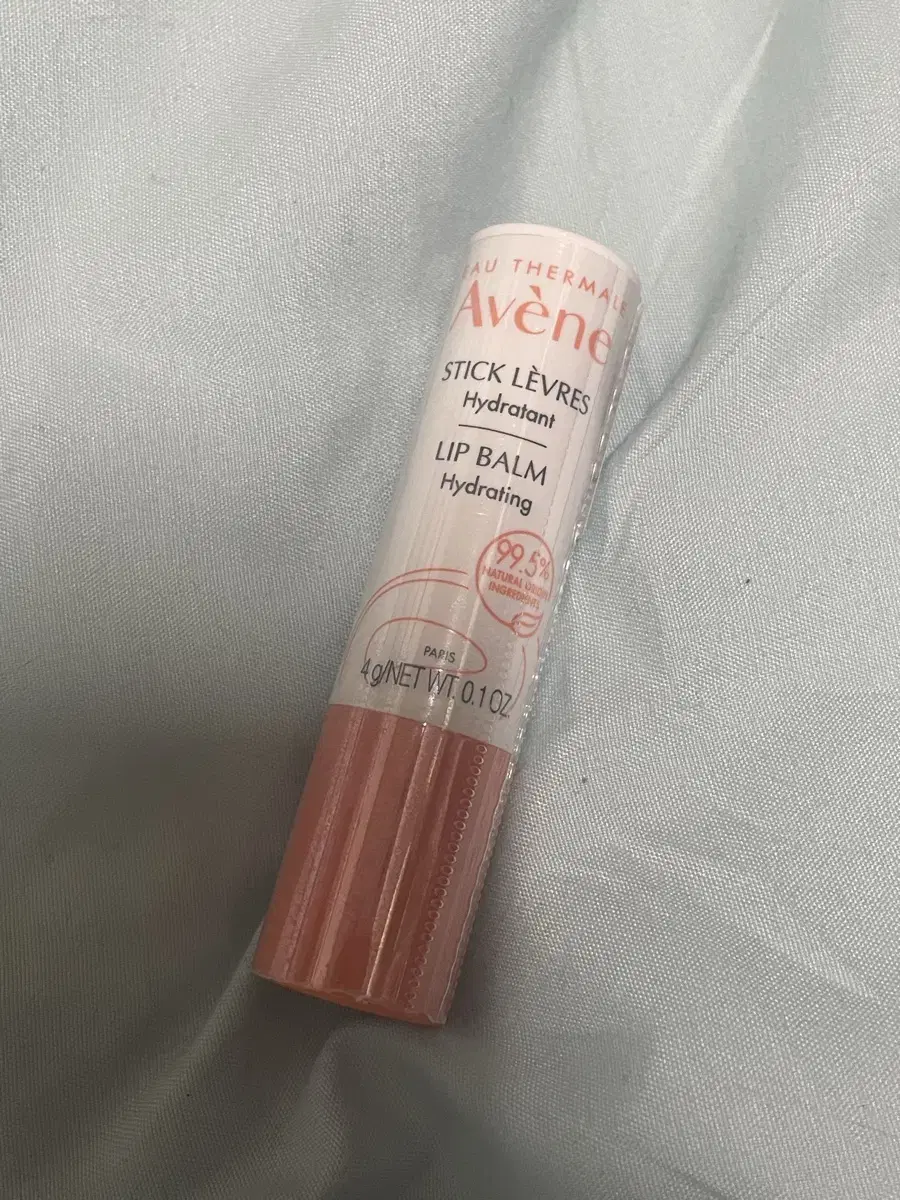 EAU THERMALE
Avène
STICK LÈVRES
Hydratant
LIP BALM
Hydrating
99.5%
NATURAL ORIGIN
INGREDIENTS
PARIS
4 g/NET WT. 0.1 OZ.